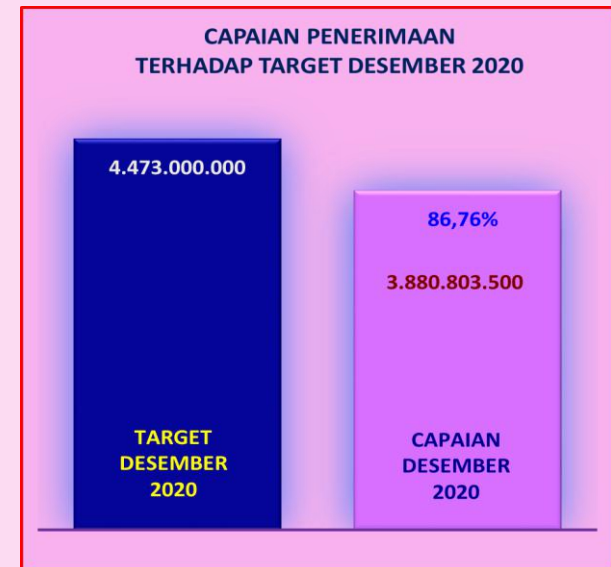 CAPAIAN PENERIMAAN
TERHADAP TARGET DESEMBER 2020
4.473.000.000
86,76%
3.880.803.500
TARGET
DESEMBER
2020
CAPAIAN
DESEMBER
2020